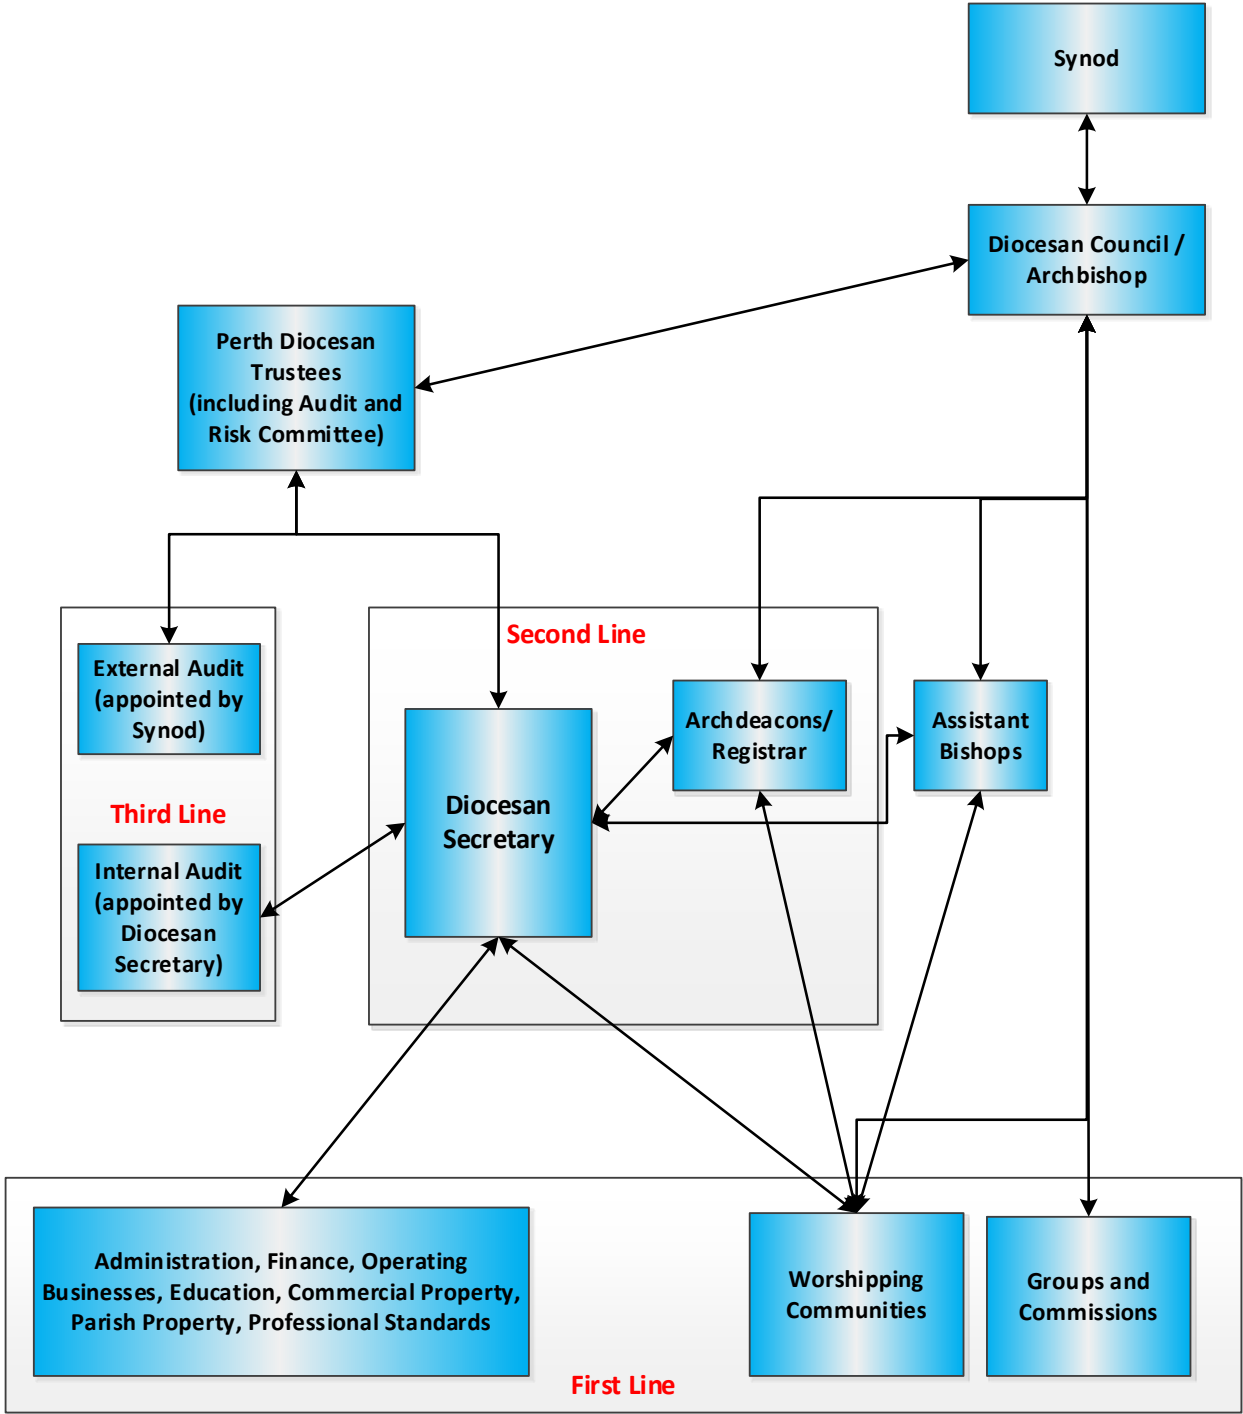 Synod
Diocesan Council /
Archbishop
Perth Diocesan
Trustees
(including Audit and
Risk Committee)
Second Line
External Audit
(appointed by
Synod)
Third Line
Internal Audit
(appointed by
Diocesan
Secretary)
Diocesan
Secretary
Archdeacons/
Registrar
Assistant
Bishops
Administration, Finance, Operating
Businesses, Education, Commercial Property,
Parish Property, Professional Standards
Worshipping
Communities
Groups and
Commissions
First Line